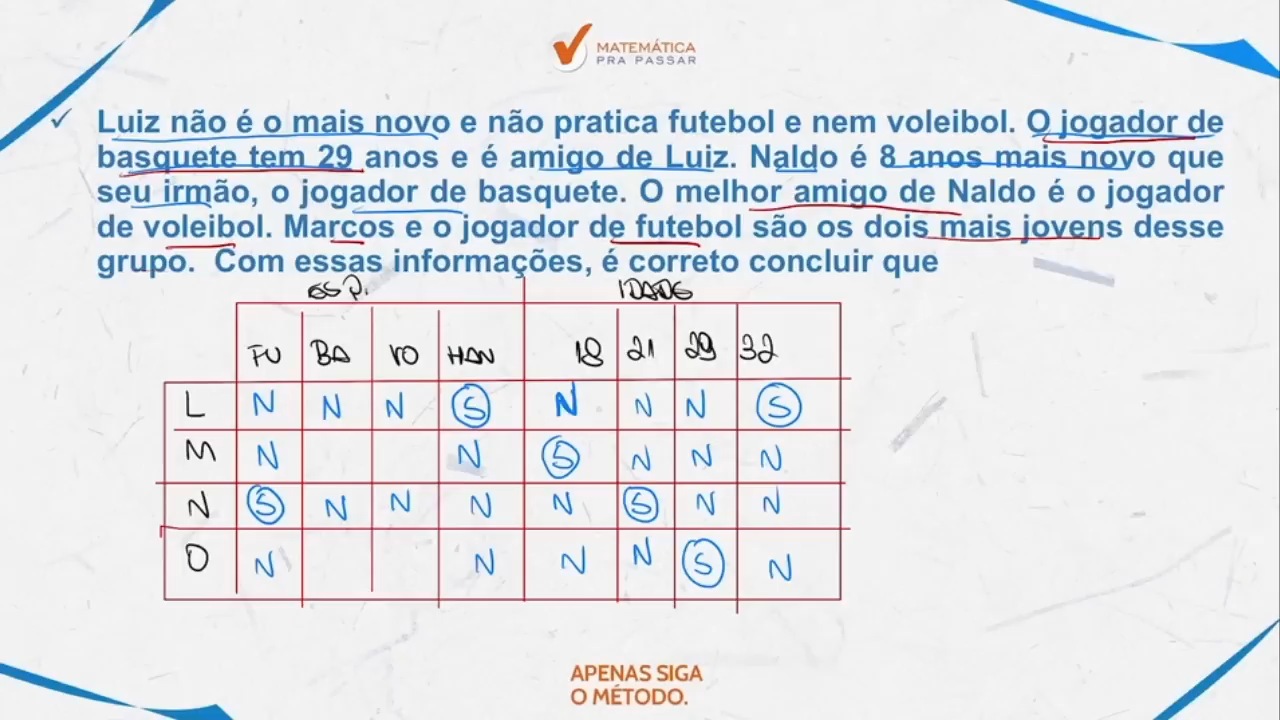 MATEMÁTICA
PRA PASSAR
✓ Luiz não é o mais novo e não pratica futebol e nem voleibol. O jogador de
basquete tem 29 anos e é amigo de Luiz. Naldo é 8 anos mais novo que
seu irmão, o jogador de basquete. O melhor amigo de Naldo é o jogador
de voleibol. Marcos e o jogador de futebol são os dois mais jovens desse
grupo. Com essas informações, é correto concluir que
ESP. IDADE
FU BA VO HAN 18 21 29 32
L N N N S N N N S
M N N S N N N
N S N N N N S N N
O N N N N S N
APENAS SIGA
O MÉTODO.